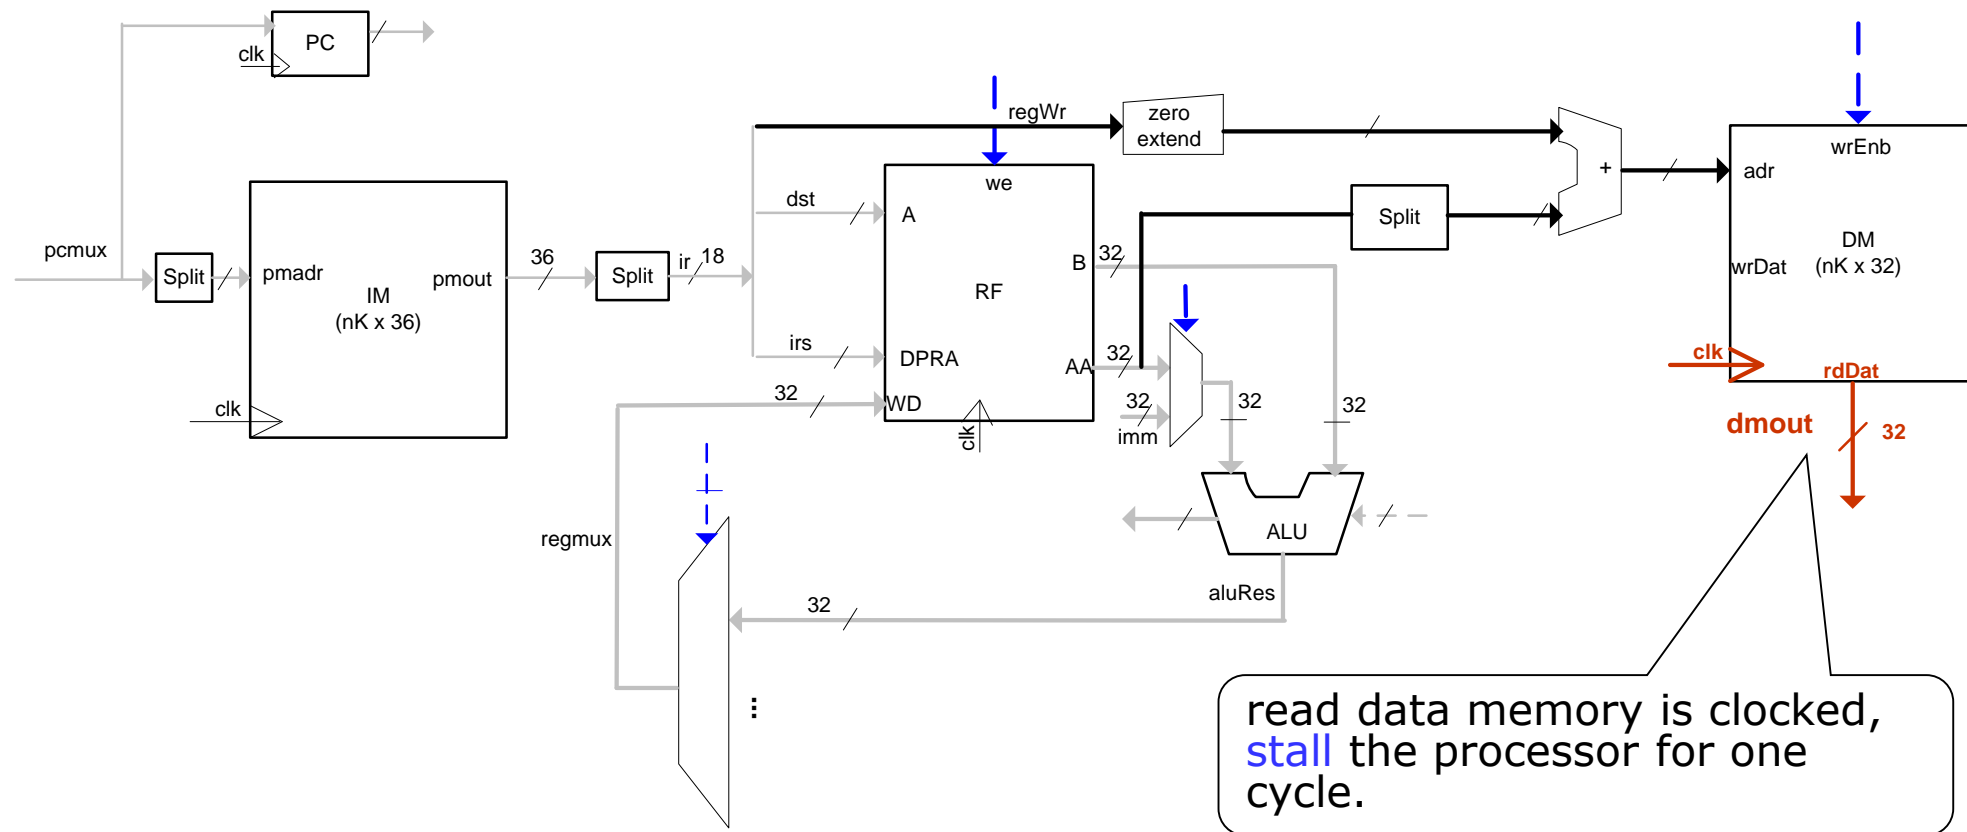 PC
clk
regWr
zero
extend
wrEnb
adr
+
we
dst
A
Split
pcmux
Split
pmadr
36
pmout
Split
ir
18
B
32
DM
(nK x 32)
wrDat
IM
(nK x 36)
RF
irs
DPRA
AA
32
clk
rdDat
32
WD
clk
clk
32
imm
32
32
dmout
32
regmux
ALU
aluRes
32
...
read data memory is clocked,
stall the processor for one
cycle.